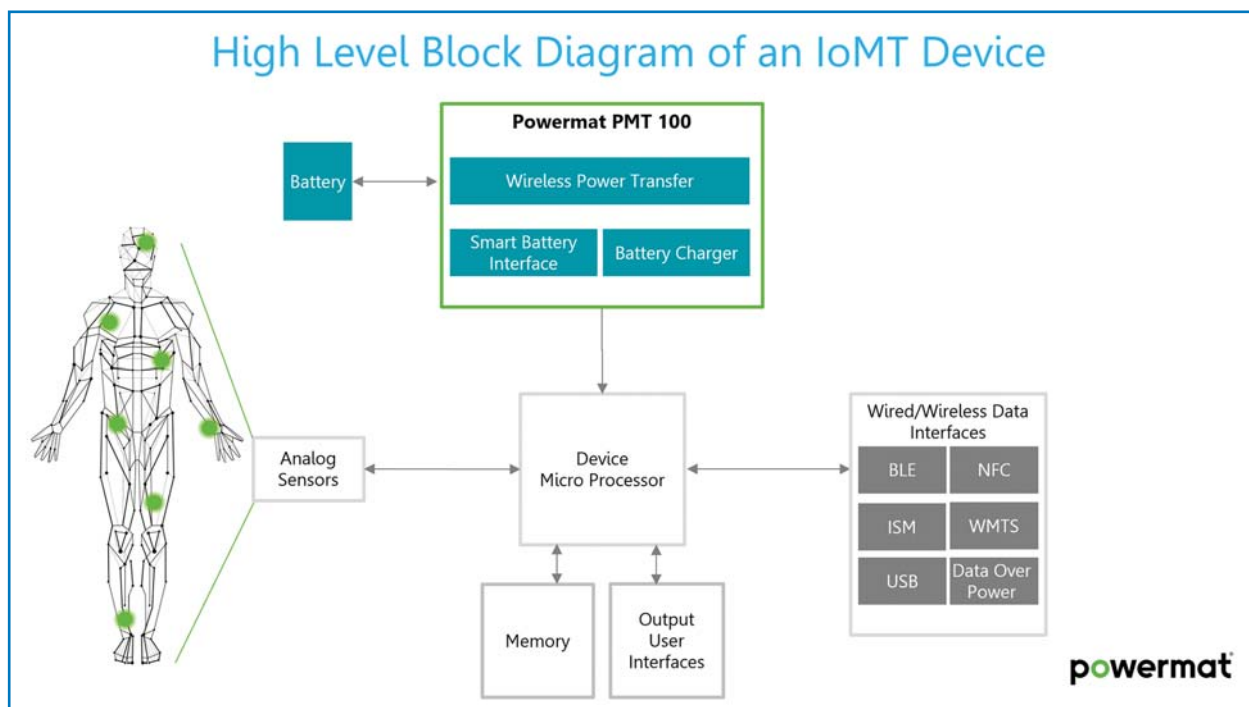 High Level Block Diagram of an IoMT Device
Powermat PMT 100
Battery
Wireless Power Transfer
Smart Battery
Interface
Battery Charger
Analog
Sensors
Device
Micro Processor
Wired/Wireless Data
Interfaces
BLE
NFC
ISM
WMTS
USB
Data Over
Power
Memory
Output
User
Interfaces
powermat